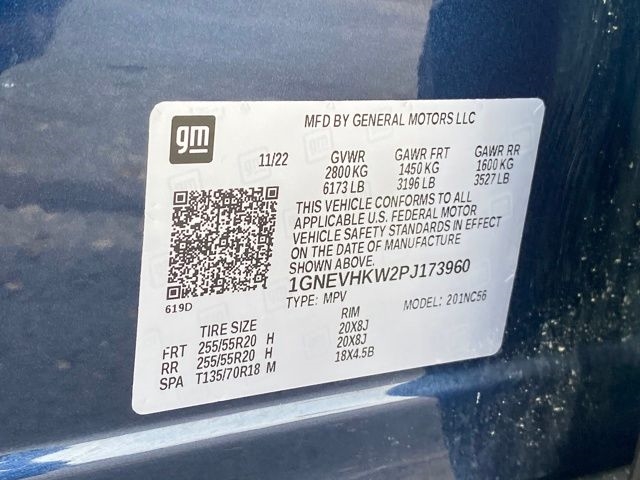 gm
MFD BY GENERAL MOTORS LLC
11/22 GVWR GAWR FRT GAWR RR
2800 KG 1450 KG 1600 KG
6173 LB 3196 LB 3527 LB
THIS VEHICLE CONFORMS TO ALL
APPLICABLE U.S. FEDERAL MOTOR
VEHICLE SAFETY STANDARDS IN EFFECT
ON THE DATE OF MANUFACTURE
SHOWN ABOVE.
1GNEVHKW2PJ173960
619D
TYPE: MPV MODEL: 201NC56
TIRE SIZE RIM
FRT 255/55R20 H 20X8J
RR 255/55R20 H 20X8J
SPA T135/70R18 M 18X4.5B